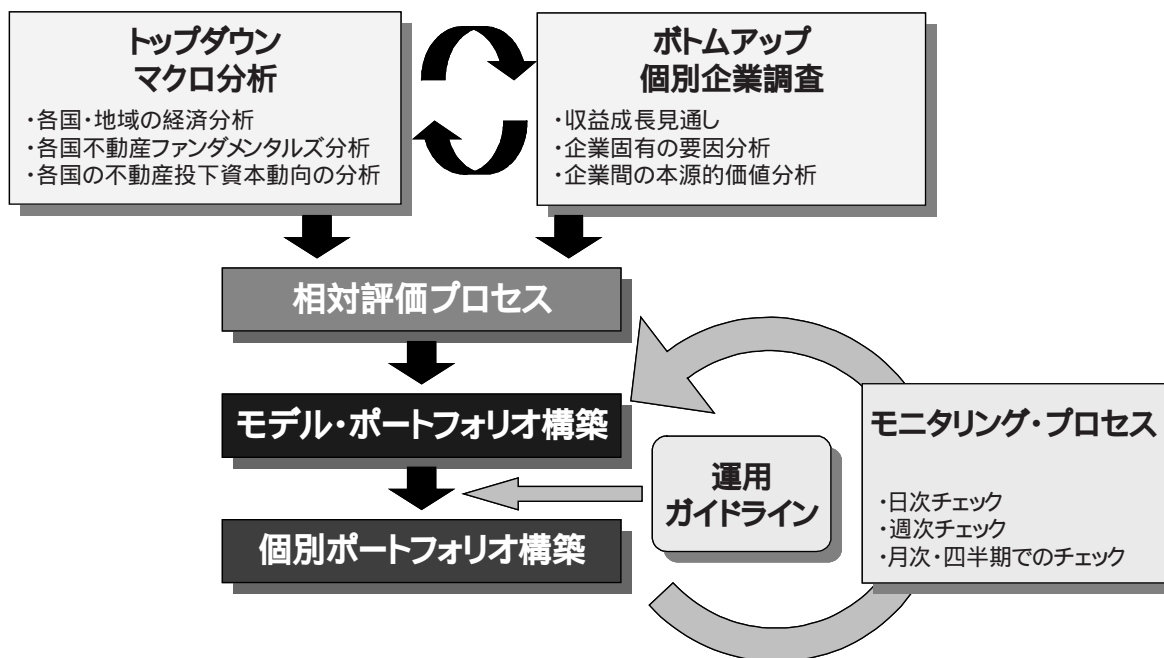 トップダウン
マクロ分析
・各国・地域の経済分析
・各国不動産ファンダメンタルズ分析
・各国の不動産投下資本動向の分析
ボトムアップ
個別企業調査
・収益成長見通し
・企業固有の要因分析
・企業間の本源的価値分析
相対評価プロセス
モデル・ポートフォリオ構築
個別ポートフォリオ構築
運用
ガイドライン
モニタリング・プロセス
・日次チェック
・週次チェック
・月次・四半期でのチェック